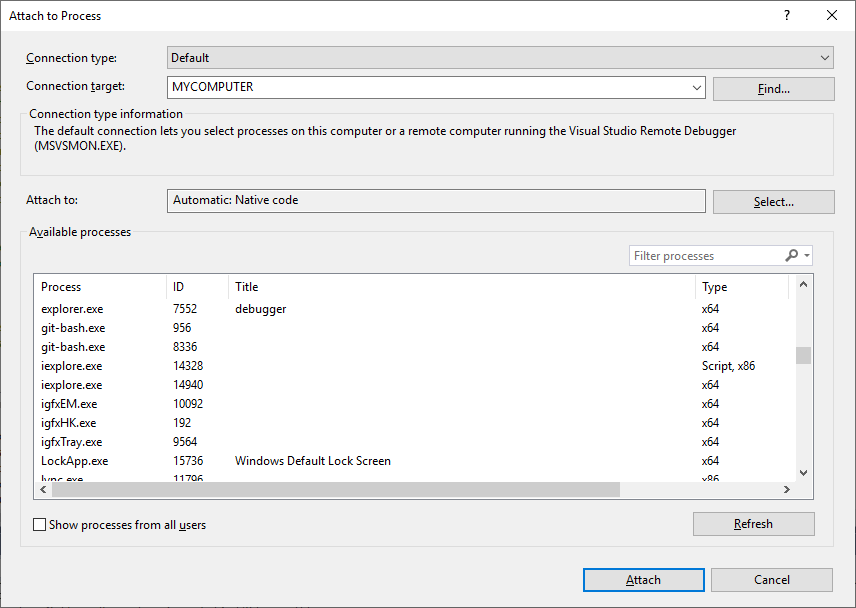 Attach to Process ?
Connection type: Default
Connection target: MYCOMPUTER Find...
Connection type information
The default connection lets you select processes on this computer or a remote computer running the Visual Studio Remote Debugger
(MSVSMON.EXE).
Attach to: Automatic: Native code Select...
Available processes
Filter processes
Process ID Title Type
explorer.exe 7552 debugger x64
git-bash.exe 956 x64
git-bash.exe 8336 x64
iexplore.exe 14328 Script, x86
iexplore.exe 14940 x64
igfxEM.exe 10092 x64
igfxHK.exe 192 x64
igfxTray.exe 9564 x64
LockApp.exe 15736 Windows Default Lock Screen x64
lync.exe 11796 x86
Show processes from all users Refresh
Attach Cancel